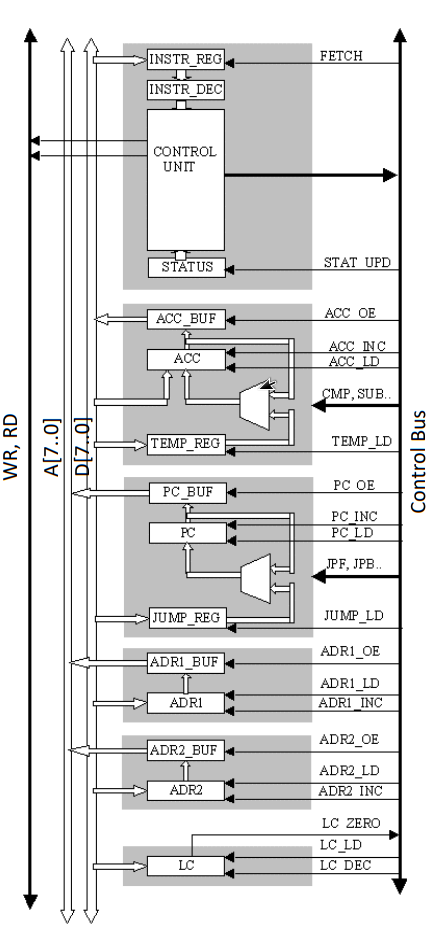 FETCH
INSTR_REG
INSTR_DEC
CONTROL
UNIT
STATUS
STAT_UPD
ACC_BUF
ACC_OE
ACC_INC
ACC
ACC_LD
CMP, SUB..
TEMP_REG
TEMP_LD
WR, RD
A[7..0]
D[7..0]
Control Bus
PC_BUF
PC_OE
PC_INC
PC
PC_LD
JPF, JPB..
JUMP_REG
JUMP_LD
ADR1_BUF
ADR1_OE
ADR1_LD
ADR1
ADR1_INC
ADR2_BUF
ADR2_OE
ADR2_LD
ADR2
ADR2_INC
LC_ZERO
LC_LD
LC
LC_DEC